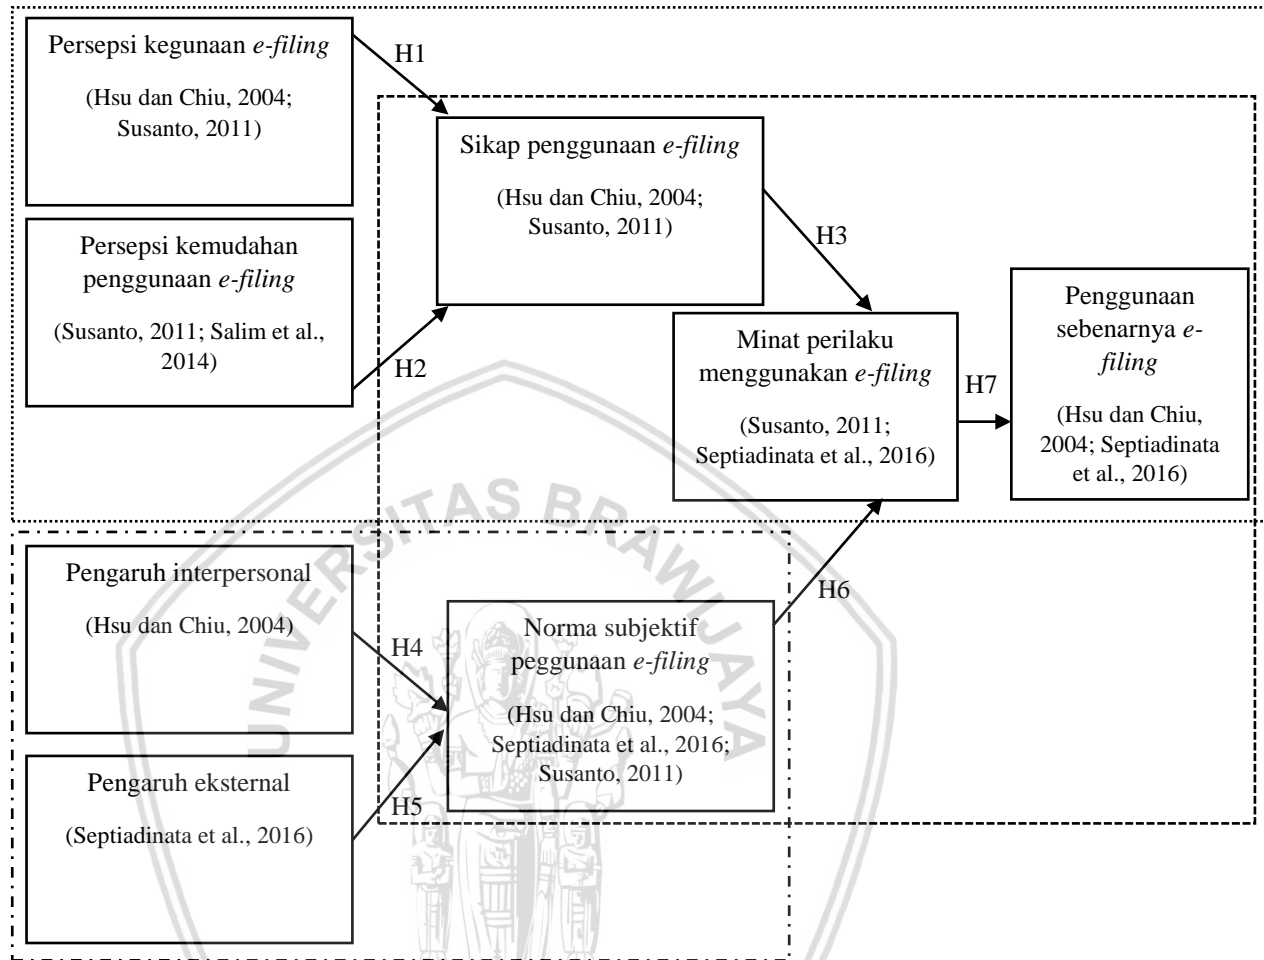 Persepsi kegunaan e-filing
(Hsu dan Chiu, 2004;
Susanto, 2011)
H1
Sikap penggunaan e-filing
(Hsu dan Chiu, 2004;
Susanto, 2011)
Persepsi kemudahan
penggunaan e-filing
(Susanto, 2011; Salim et al.,
2014)
H2
H3
Minat perilaku
menggunakan e-filing
(Susanto, 2011;
Septiadinata et al., 2016)
H7
Penggunaan
sebenarnya e-
filing
(Hsu dan Chiu,
2004; Septiadinata
et al., 2016)
Pengaruh interpersonal
(Hsu dan Chiu, 2004)
H4
Norma subjektif
peggunaan e-filing
(Hsu dan Chiu, 2004;
Septiadinata et al., 2016;
Susanto, 2011)
H6
Pengaruh eksternal
(Septiadinata et al., 2016)
H5
UNIVERSITAS BRAWIJAYA